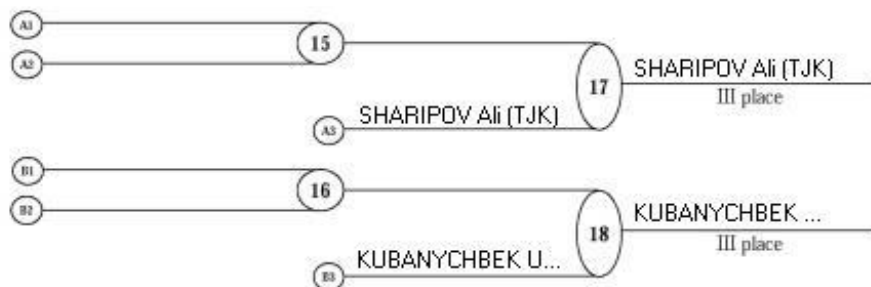 A1
15
A2
SHARIPOV Ali (TJK)
17
III place
SHARIPOV Ali (TJK)
A3
B1
16
B2
KUBANYCHBEK ...
18
III place
KUBANYCHBEK U...
B3